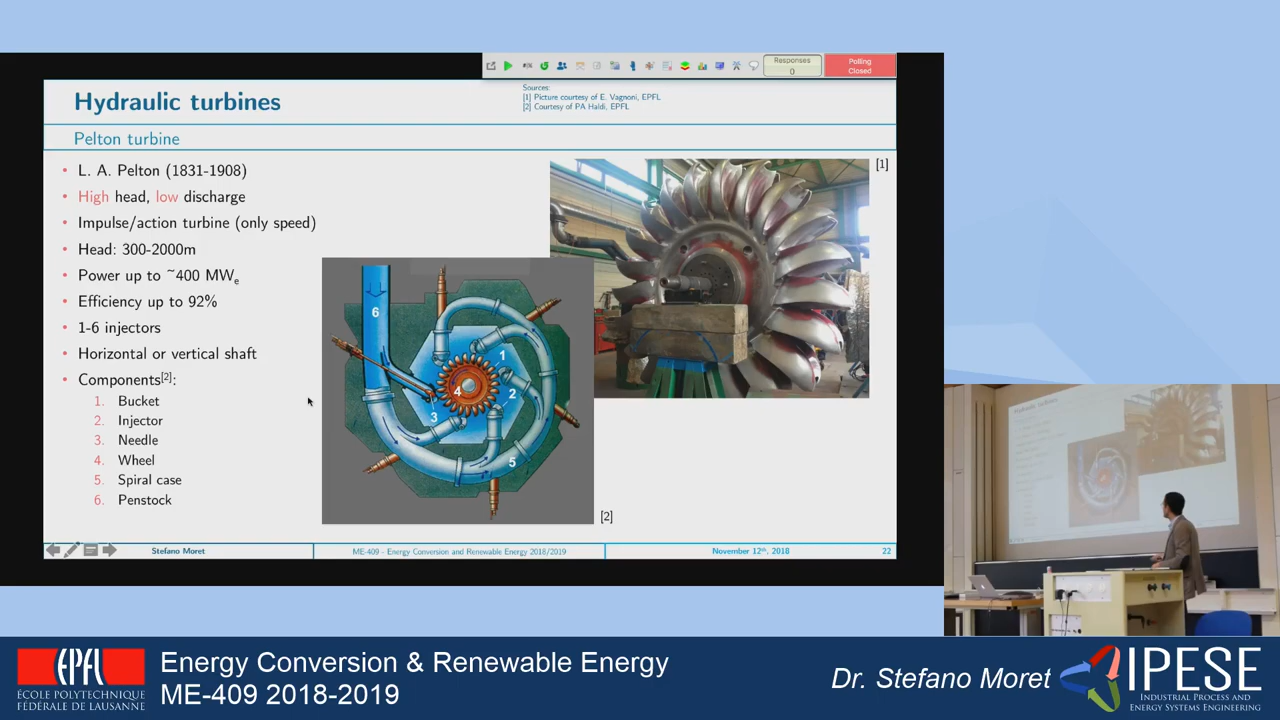 Responses
0
Polling
Closed
Hydraulic turbines
Sources:
[1] Picture courtesy of E. Vagnoni, EPFL
[2] Courtesy of PA Haldi, EPFL
Pelton turbine
• L. A. Pelton (1831-1908)
• High head, low discharge
• Impulse/action turbine (only speed)
• Head: 300-2000m
• Power up to ~400 MWe
• Efficiency up to 92%
• 1-6 injectors
• Horizontal or vertical shaft
• Components[2]:
1. Bucket
2. Injector
3. Needle
4. Wheel
5. Spiral case
6. Penstock
6
1
4
2
3
5
[1]
[2]
Stefano Moret
ME-409 - Energy Conversion and Renewable Energy 2018/2019
November 12th, 2018
22
Hydraulic turbines
EPFL
ÉCOLE POLYTECHNIQUE
FÉDÉRALE DE LAUSANNE
Energy Conversion & Renewable Energy
ME-409 2018-2019
Dr. Stefano Moret
IPESE
INDUSTRIAL PROCESS AND
ENERGY SYSTEMS ENGINEERING